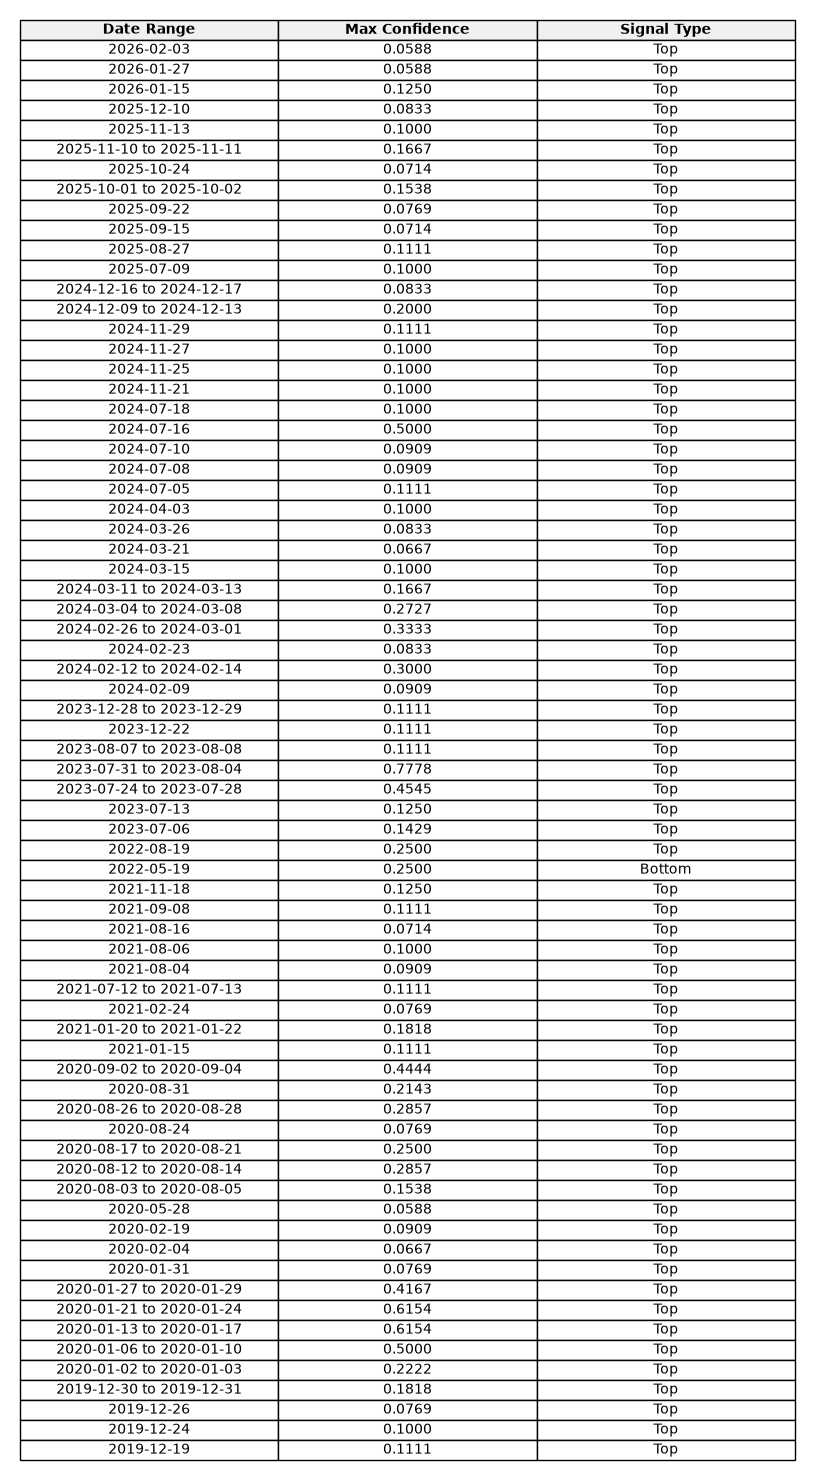 Date Range Max Confidence Signal Type
2026-02-03 0.0588 Top
2026-01-27 0.0588 Top
2026-01-15 0.1250 Top
2025-12-10 0.0833 Top
2025-11-13 0.1000 Top
2025-11-10 to 2025-11-11 0.1667 Top
2025-10-24 0.0714 Top
2025-10-01 to 2025-10-02 0.1538 Top
2025-09-22 0.0769 Top
2025-09-15 0.0714 Top
2025-08-27 0.1111 Top
2025-07-09 0.1000 Top
2024-12-16 to 2024-12-17 0.0833 Top
2024-12-09 to 2024-12-13 0.2000 Top
2024-11-29 0.1111 Top
2024-11-27 0.1000 Top
2024-11-25 0.1000 Top
2024-11-21 0.1000 Top
2024-07-18 0.1000 Top
2024-07-16 0.5000 Top
2024-07-10 0.0909 Top
2024-07-08 0.0909 Top
2024-07-05 0.1111 Top
2024-04-03 0.1000 Top
2024-03-26 0.0833 Top
2024-03-21 0.0667 Top
2024-03-15 0.1000 Top
2024-03-11 to 2024-03-13 0.1667 Top
2024-03-04 to 2024-03-08 0.2727 Top
2024-02-26 to 2024-03-01 0.3333 Top
2024-02-23 0.0833 Top
2024-02-12 to 2024-02-14 0.3000 Top
2024-02-09 0.0909 Top
2023-12-28 to 2023-12-29 0.1111 Top
2023-12-22 0.1111 Top
2023-08-07 to 2023-08-08 0.1111 Top
2023-07-31 to 2023-08-04 0.7778 Top
2023-07-24 to 2023-07-28 0.4545 Top
2023-07-13 0.1250 Top
2023-07-06 0.1429 Top
2022-08-19 0.2500 Top
2022-05-19 0.2500 Bottom
2021-11-18 0.1250 Top
2021-09-08 0.1111 Top
2021-08-16 0.0714 Top
2021-08-06 0.1000 Top
2021-08-04 0.0909 Top
2021-07-12 to 2021-07-13 0.1111 Top
2021-02-24 0.0769 Top
2021-01-20 to 2021-01-22 0.1818 Top
2021-01-15 0.1111 Top
2020-09-02 to 2020-09-04 0.4444 Top
2020-08-31 0.2143 Top
2020-08-26 to 2020-08-28 0.2857 Top
2020-08-24 0.0769 Top
2020-08-17 to 2020-08-21 0.2500 Top
2020-08-12 to 2020-08-14 0.2857 Top
2020-08-03 to 2020-08-05 0.1538 Top
2020-05-28 0.0588 Top
2020-02-19 0.0909 Top
2020-02-04 0.0667 Top
2020-01-31 0.0769 Top
2020-01-27 to 2020-01-29 0.4167 Top
2020-01-21 to 2020-01-24 0.6154 Top
2020-01-13 to 2020-01-17 0.6154 Top
2020-01-06 to 2020-01-10 0.5000 Top
2020-01-02 to 2020-01-03 0.2222 Top
2019-12-30 to 2019-12-31 0.1818 Top
2019-12-26 0.0769 Top
2019-12-24 0.1000 Top
2019-12-19 0.1111 Top